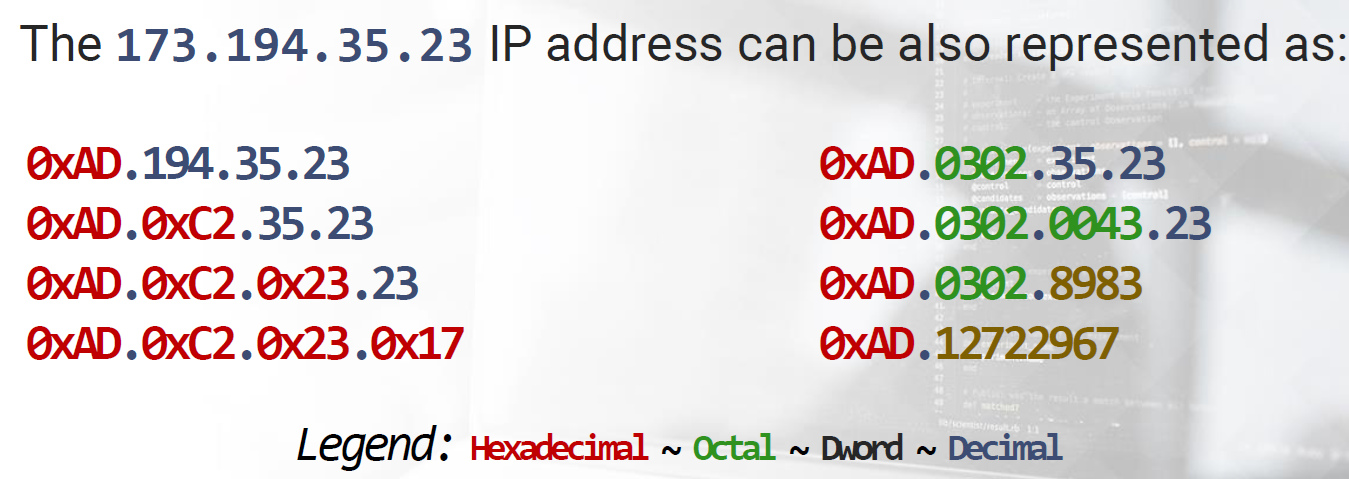 The 173.194.35.23 IP address can be also represented as:
0xAD.194.35.23
0xAD.0xC2.35.23
0xAD.0xC2.0x23.23
0xAD.0xC2.0x23.0x17
0xAD.0302.35.23
0xAD.0302.0043.23
0xAD.0302.8983
0xAD.12722967
Legend: Hexadecimal ~ Octal ~ Dword ~ Decimal